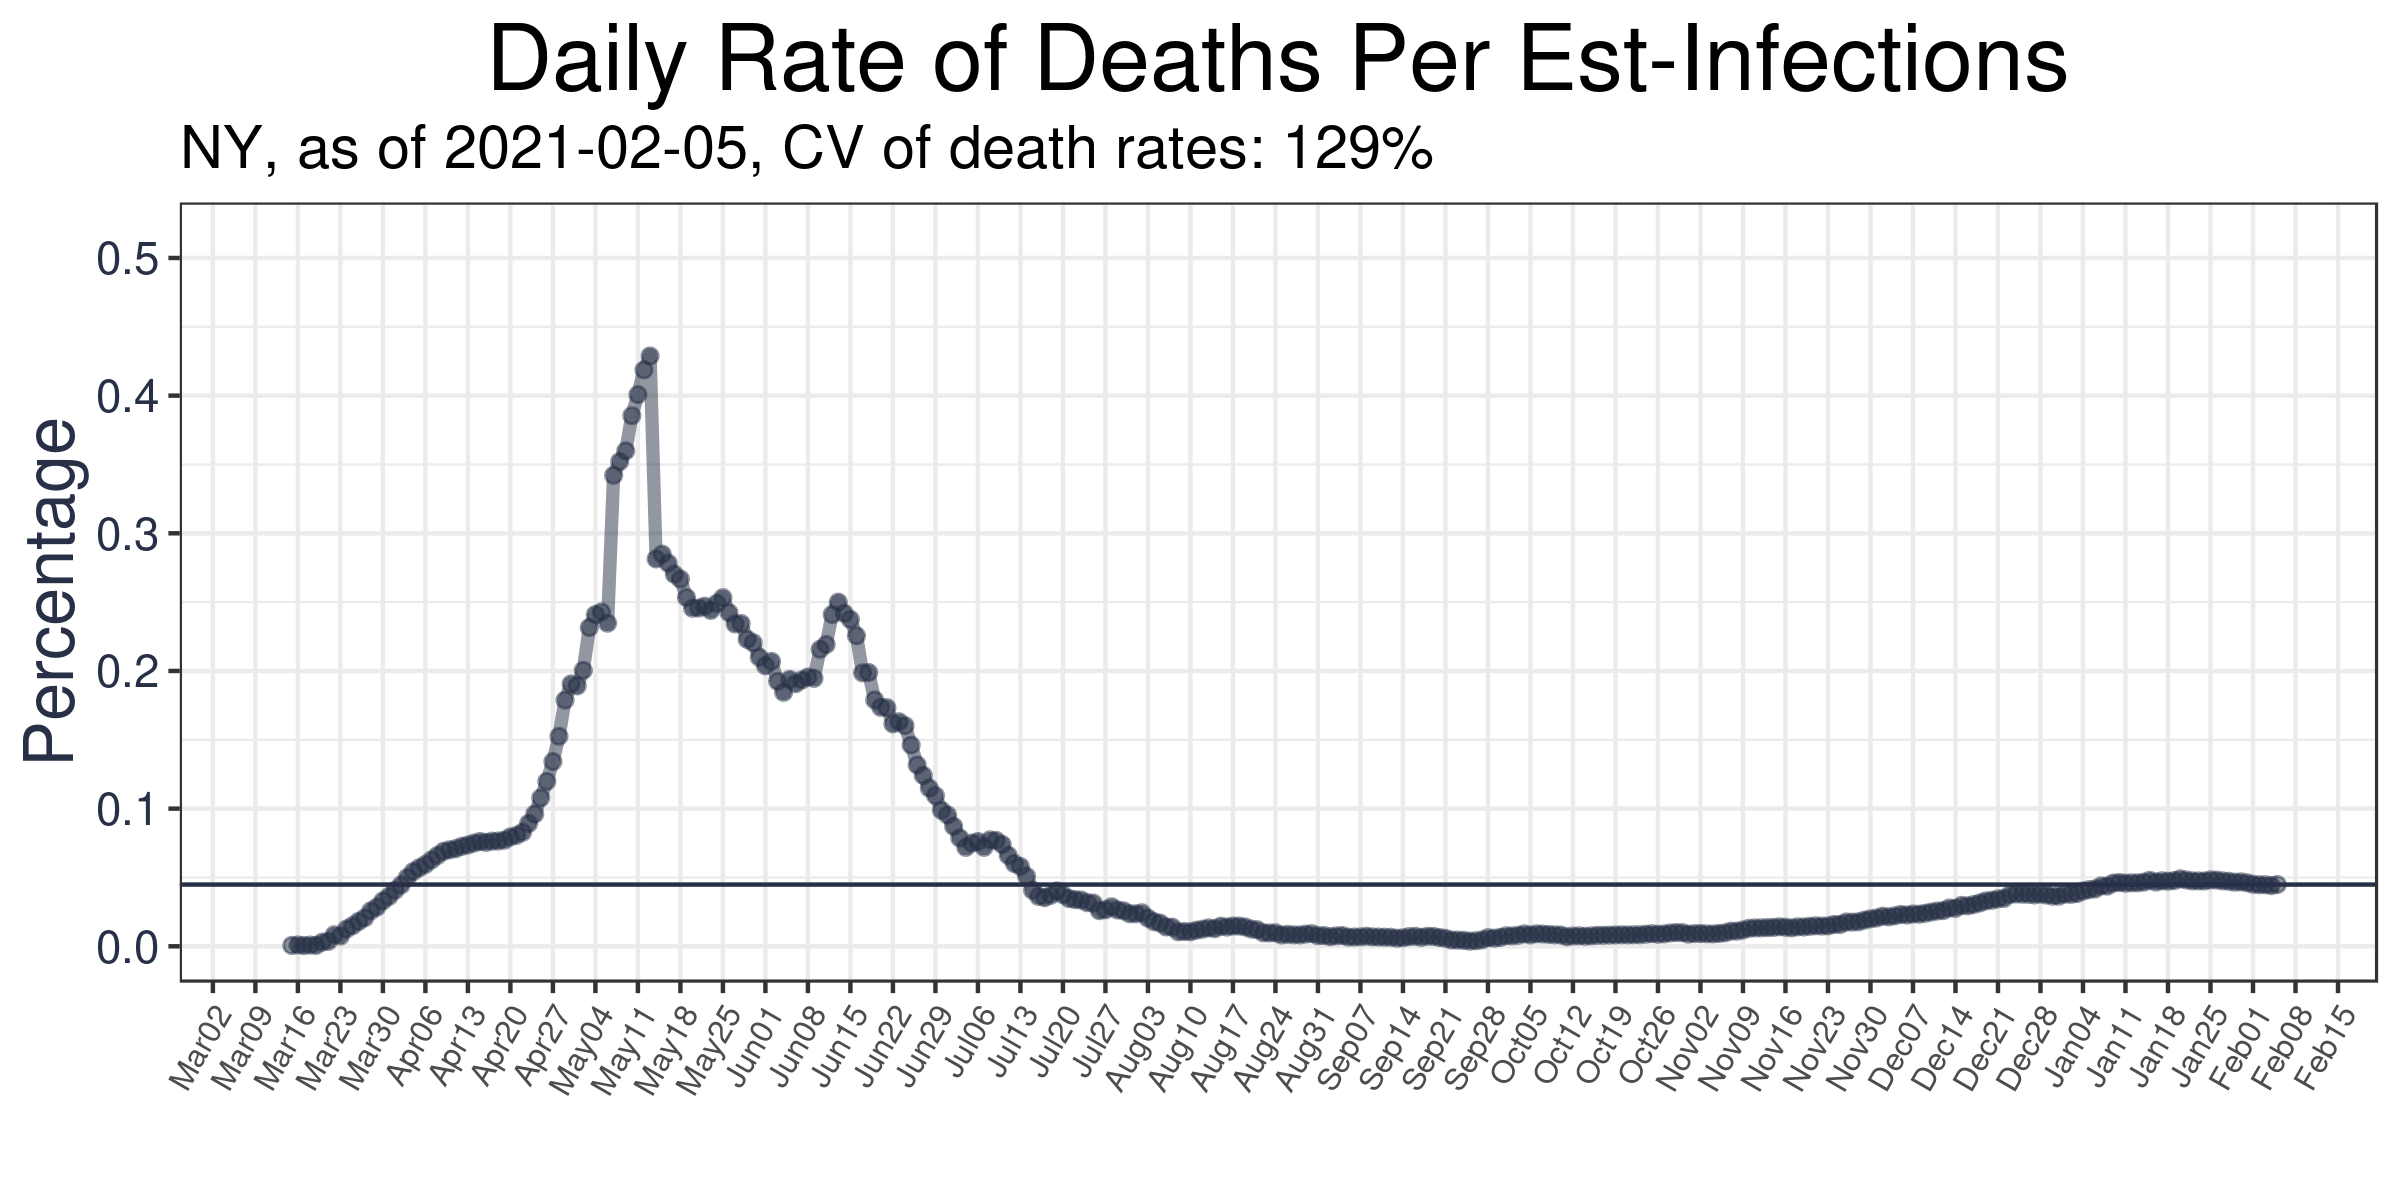 Daily Rate of Deaths Per Est-Infections
NY, as of 2021-02-05, CV of death rates: 129%
Percentage
0.5
0.4
0.3
0.2
0.1
0.0
Mar02
Mar09
Mar16
Mar23
Mar30
Apr06
Apr13
Apr20
Apr27
May04
May11
May18
May25
Jun01
Jun08
Jun15
Jun22
Jun29
Jul06
Jul13
Jul20
Jul27
Aug03
Aug10
Aug17
Aug24
Aug31
Sep07
Sep14
Sep21
Sep28
Oct05
Oct12
Oct19
Oct26
Nov02
Nov09
Nov16
Nov23
Nov30
Dec07
Dec14
Dec21
Dec28
Jan04
Jan11
Jan18
Jan25
Feb01
Feb08
Feb15